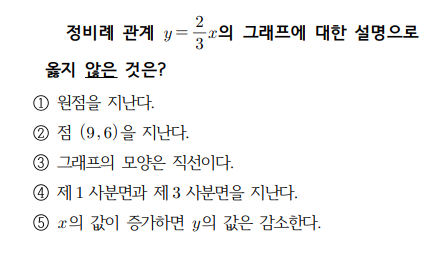 정비례 관계 y = 2/3 x의 그래프에 대한 설명으로
옳지 않은 것은?
① 원점을 지난다.
② 점 (9, 6)을 지난다.
③ 그래프의 모양은 직선이다.
④ 제 1 사분면과 제 3 사분면을 지난다.
⑤ x의 값이 증가하면 y의 값은 감소한다.